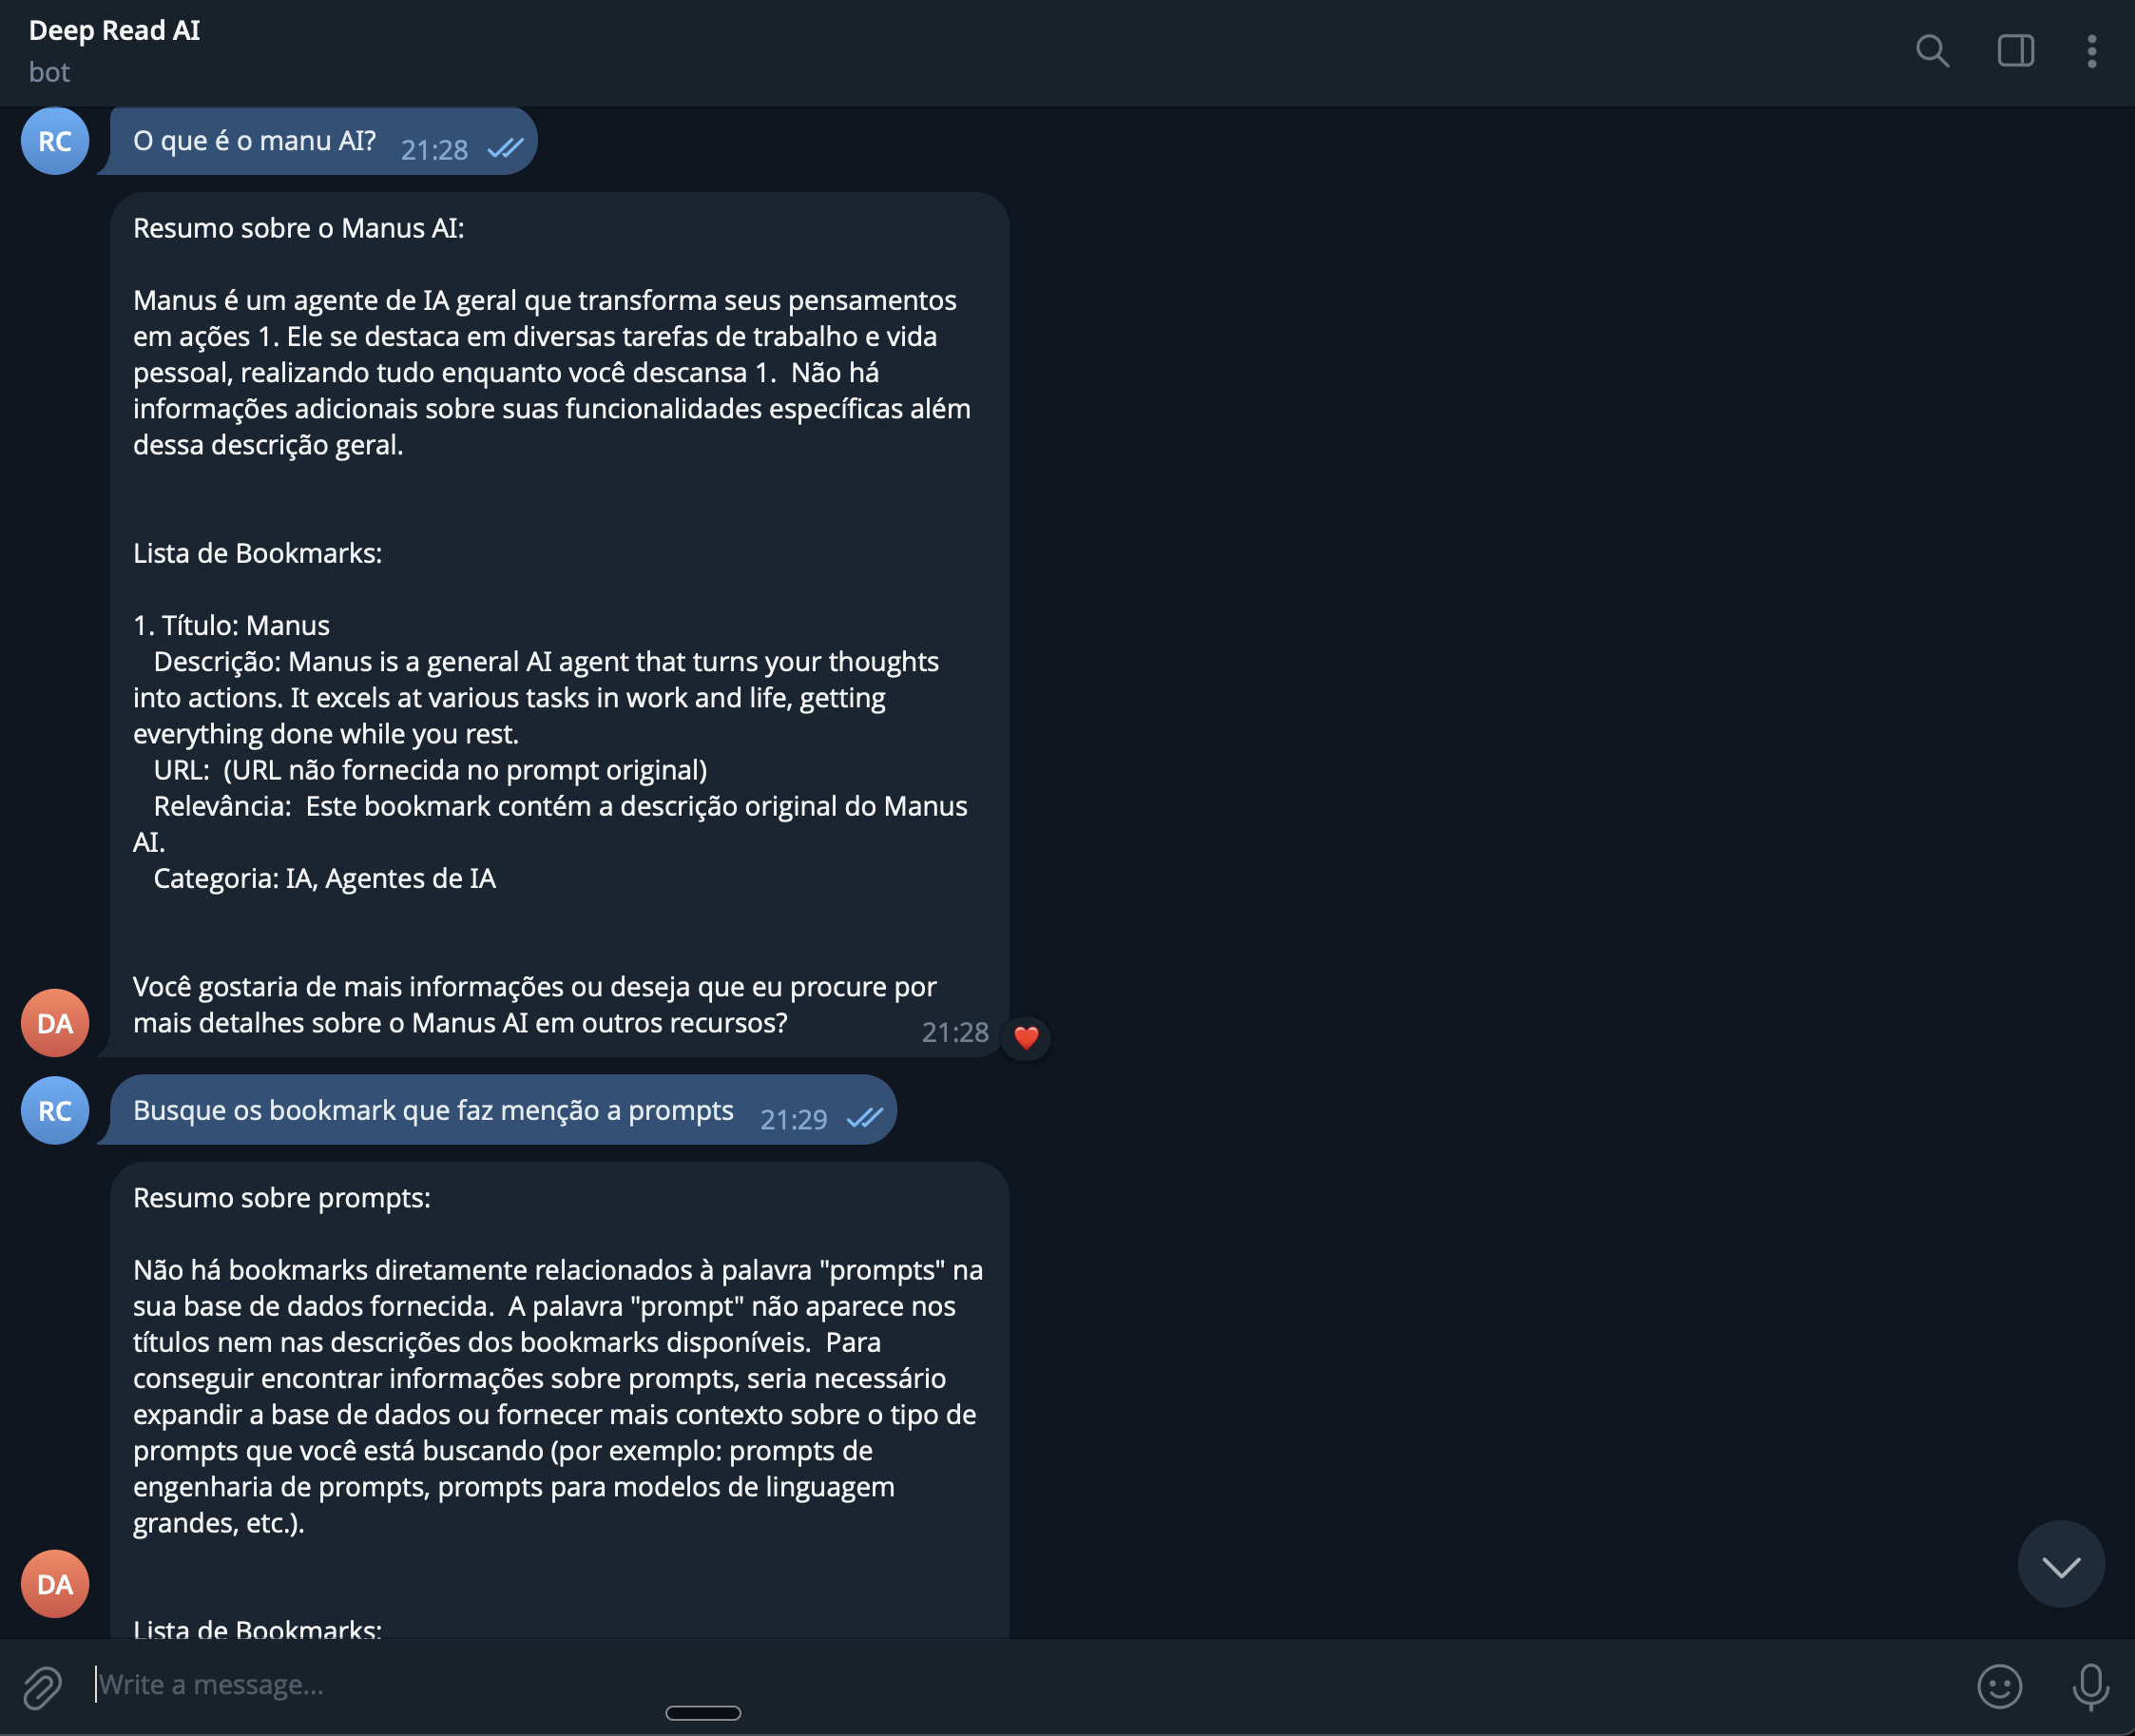 Deep Read AI
bot
RC
O que é o manu AI? 21:28
Resumo sobre o Manus AI:
Manus é um agente de IA geral que transforma seus pensamentos
em ações 1. Ele se destaca em diversas tarefas de trabalho e vida
pessoal, realizando tudo enquanto você descansa 1.  Não há
informações adicionais sobre suas funcionalidades específicas além
dessa descrição geral.
Lista de Bookmarks:
1. Título: Manus
Descrição: Manus is a general AI agent that turns your thoughts
into actions. It excels at various tasks in work and life, getting
everything done while you rest.
URL:  (URL não fornecida no prompt original)
Relevância:  Este bookmark contém a descrição original do Manus
AI.
Categoria: IA, Agentes de IA
Você gostaria de mais informações ou deseja que eu procure por
mais detalhes sobre o Manus AI em outros recursos? 21:28
DA
RC
Busque os bookmark que faz menção a prompts 21:29
Resumo sobre prompts:
Não há bookmarks diretamente relacionados à palavra "prompts" na
sua base de dados fornecida.  A palavra "prompt" não aparece nos
títulos nem nas descrições dos bookmarks disponíveis.  Para
conseguir encontrar informações sobre prompts, seria necessário
expandir a base de dados ou fornecer mais contexto sobre o tipo de
prompts que você está buscando (por exemplo: prompts de
engenharia de prompts, prompts para modelos de linguagem
grandes, etc.).
DA
Lista de Bookmarks:
Write a message...